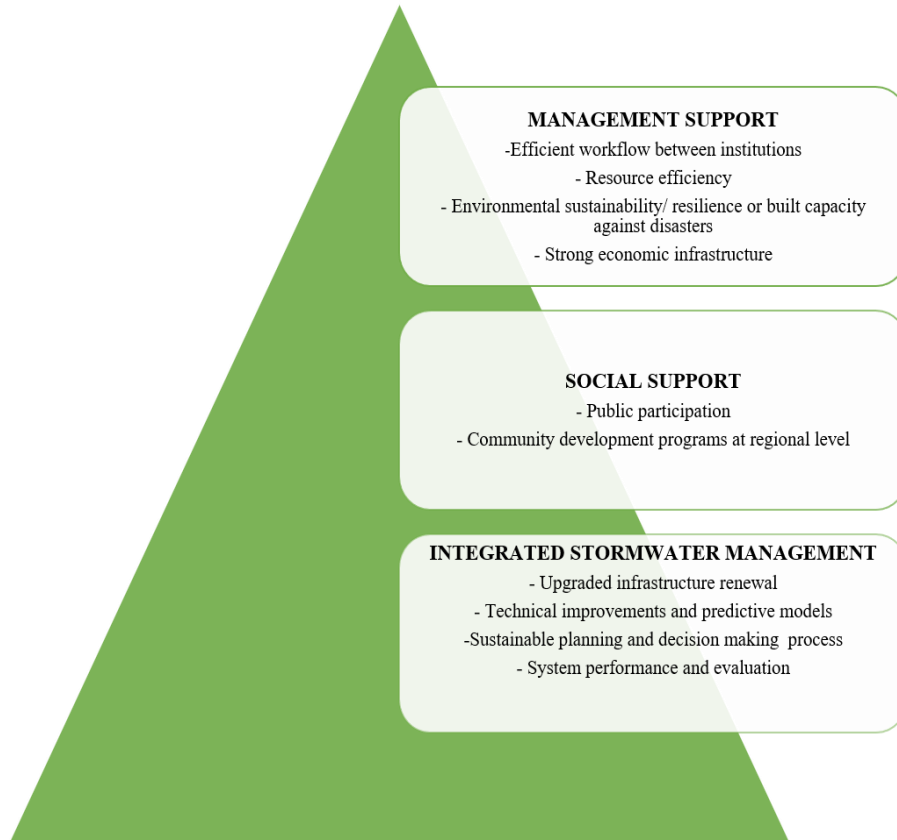 MANAGEMENT SUPPORT
-Efficient workflow between institutions
- Resource efficiency
- Environmental sustainability/ resilience or built capacity
against disasters
- Strong economic infrastructure
SOCIAL SUPPORT
- Public participation
- Community development programs at regional level
INTEGRATED STORMWATER MANAGEMENT
- Upgraded infrastructure renewal
- Technical improvements and predictive models
-Sustainable planning and decision making  process
- System performance and evaluation